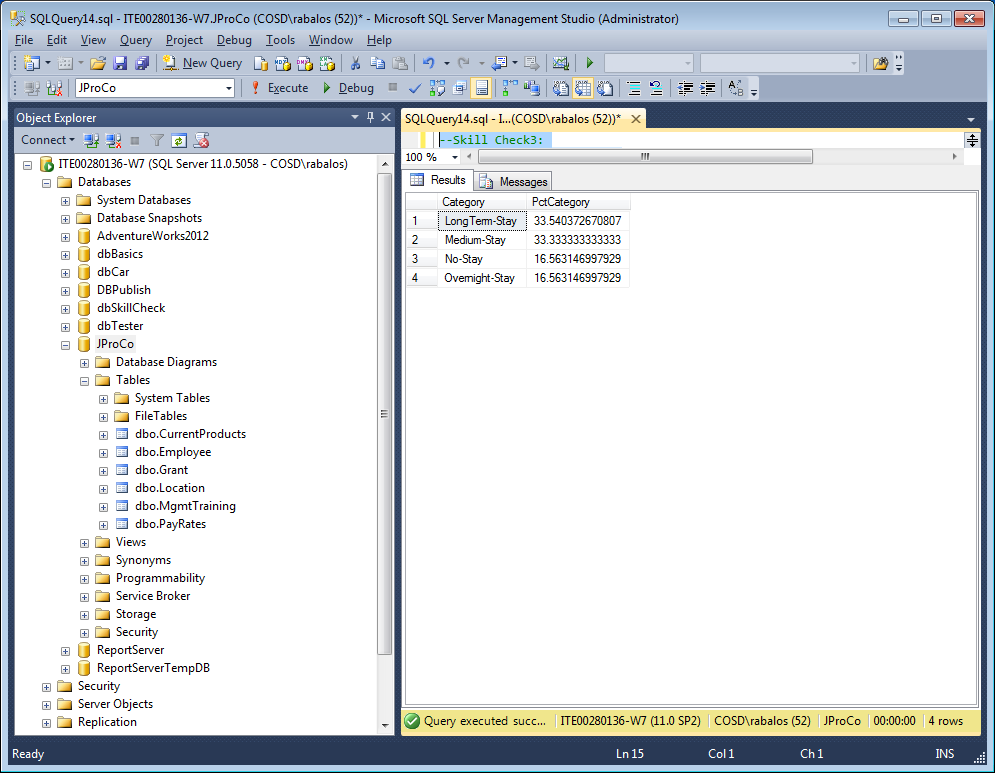 SQLQuery14.sql - ITE00280136-W7.JProCo (COSD\rabalos (52))* - Microsoft SQL Server Management Studio (Administrator)
File Edit View Query Project Debug Tools Window Help
New Query
JProCo Execute Debug
Object Explorer
Connect
ITE00280136-W7 (SQL Server 11.0.5058 - COSD\rabalos)
Databases
System Databases
Database Snapshots
AdventureWorks2012
dbBasics
dbCar
DBPublish
dbSkillCheck
dbTester
JProCo
Database Diagrams
Tables
System Tables
FileTables
dbo.CurrentProducts
dbo.Employee
dbo.Grant
dbo.Location
dbo.MgmtTraining
dbo.PayRates
Views
Synonyms
Programmability
Service Broker
Storage
Security
ReportServer
ReportServerTempDB
Security
Server Objects
Replication
SQLQuery14.sql - I...(COSD\rabalos (52))*
--Skill Check3:
100 %
Results Messages
Category PctCategory
1 LongTerm-Stay 33.540372670807
2 Medium-Stay 33.333333333333
3 No-Stay 16.563146997929
4 Overnight-Stay 16.563146997929
Query executed succ... ITE00280136-W7 (11.0 SP2) COSD\rabalos (52) JProCo 00:00:00 4 rows
Ready Ln 15 Col 1 Ch 1 INS